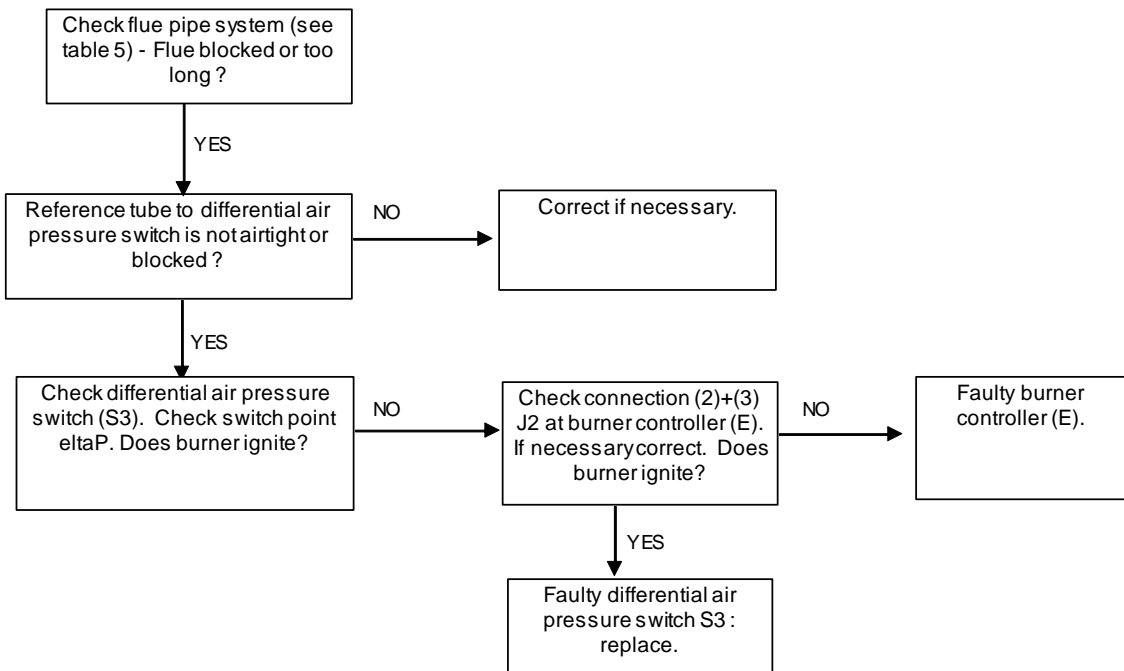 Check flue pipe system (see
table 5) - Flue blocked or too
long ?
YES
Reference tube to differential air
pressure switch is not airtight or
blocked ?
NO
Correct if necessary.
YES
Check differential air pressure
switch (S3). Check switch point
eltaP. Does burner ignite?
NO
Check connection (2)+(3)
J2 at burner controller (E).
If necessary correct. Does
burner ignite?
NO
Faulty burner
controller (E).
YES
Faulty differential air
pressure switch S3 :
replace.